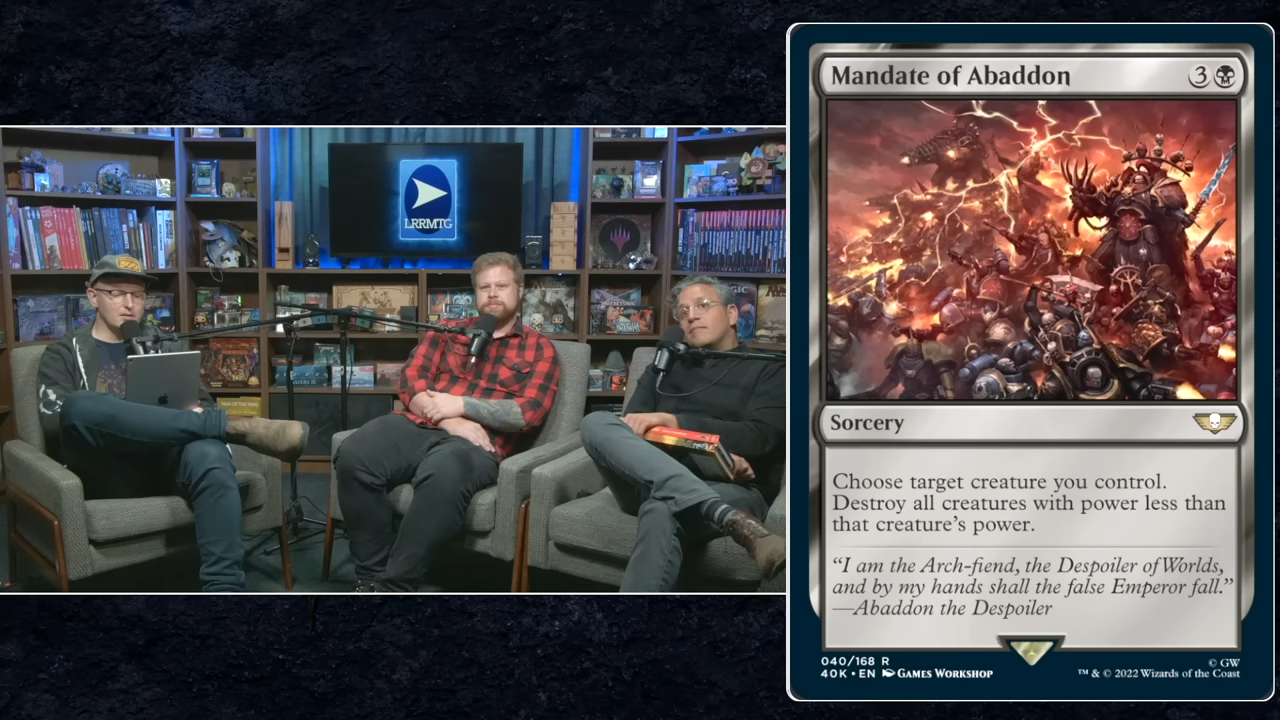 LRRMTG
Mandate of Abaddon
3
Sorcery
Choose target creature you control.
Destroy all creatures with power less than
that creature's power.
“I am the Arch-fiend, the Despoiler of Worlds,
and by my hands shall the false Emperor fall.”
—Abaddon the Despoiler
040/168 R
40K • EN GAMES WORKSHOP
© GW
™ & © 2022 Wizards of the Coast